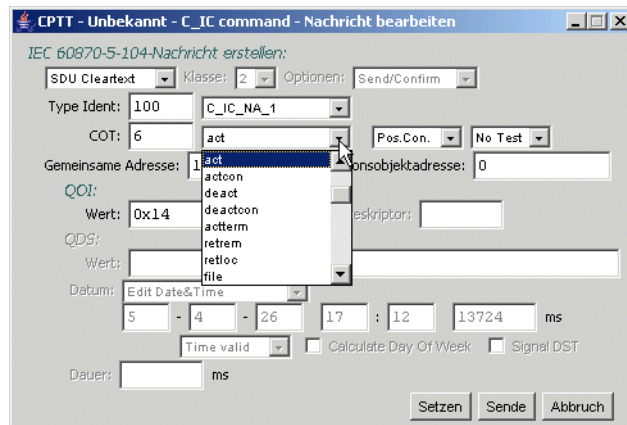 CPTT - Unbekannt - C_IC command - Nachricht bearbeiten
IEC 60870-5-104-Nachricht erstellen:
SDU Cleartext Klasse: 2 Optionen: Send/Confirm
Type Ident: 100 C_IC_NA_1
COT: 6 act Pos.Con. No Test
Gemeinsame Adresse: 1 onsobjektadresse: 0
act
actcon
deact
deactcon
actterm
retrem
retloc
file
QOI:
Wert: 0x14 eskriptor:
QDS:
Wert:
Datum: Edit Date&Time
5 - 4 - 26 17 : 12 13724 ms
Time valid Calculate Day Of Week Signal DST
Dauer: ms
Setzen Sende Abbruch